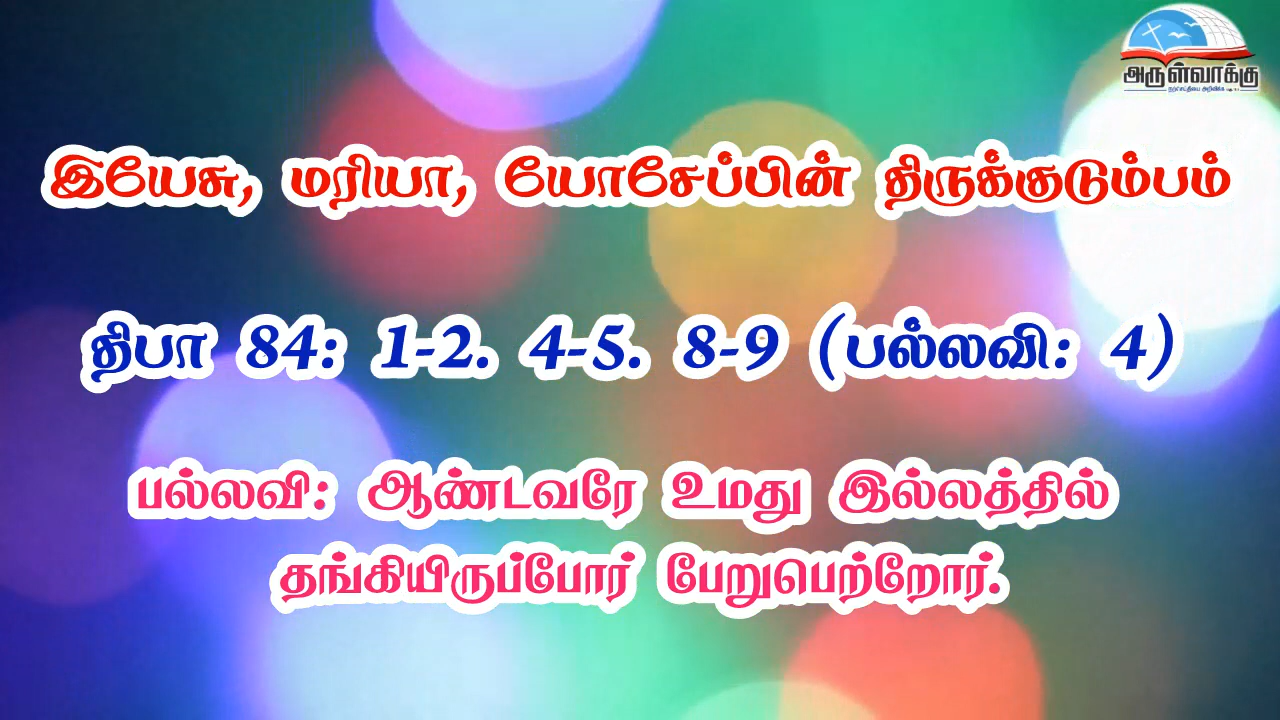 அருள்வாக்கு
இயேசு, மரியா, யோசேப்பின் திருக்குடும்பம்
திபா 84: 1-2. 4-5. 8-9 (பல்லவி: 4)
பல்லவி: ஆண்டவரே உமது இல்லத்தில்
தங்கியிருப்போர் பேறுபெற்றோர்.